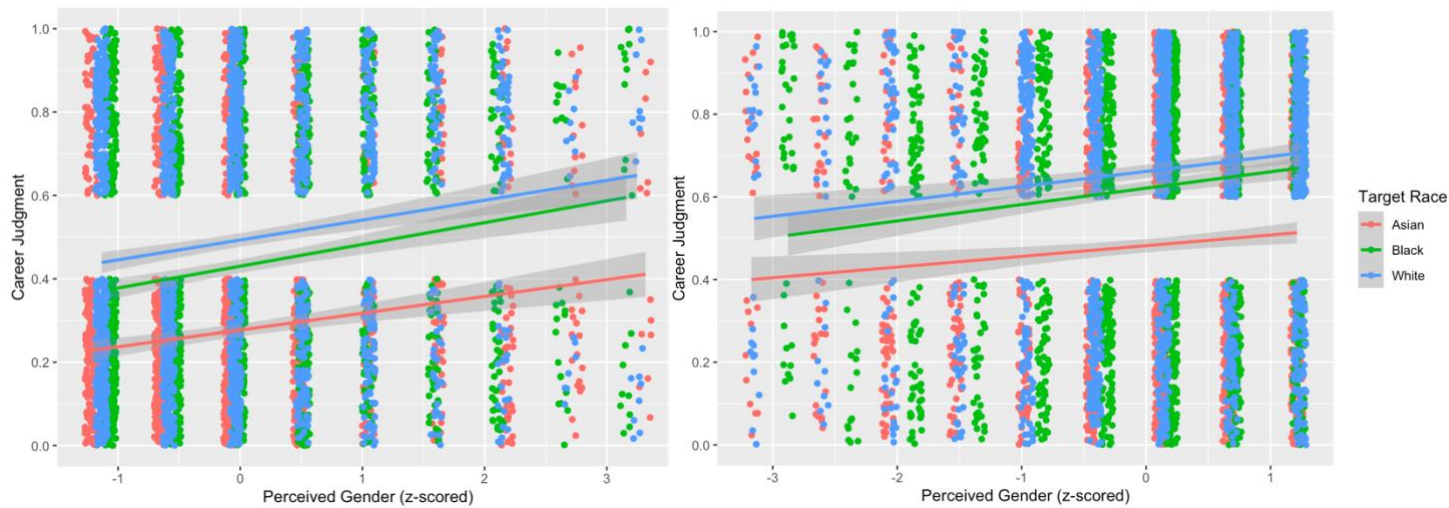 1.0
0.8
0.6
0.4
0.2
0.0
Career Judgment
-1
0
1
2
3
Perceived Gender (z-scored)
1.0
0.8
0.6
0.4
0.2
0.0
Career Judgment
-3
-2
-1
0
1
Perceived Gender (z-scored)
Target Race
Asian
Black
White